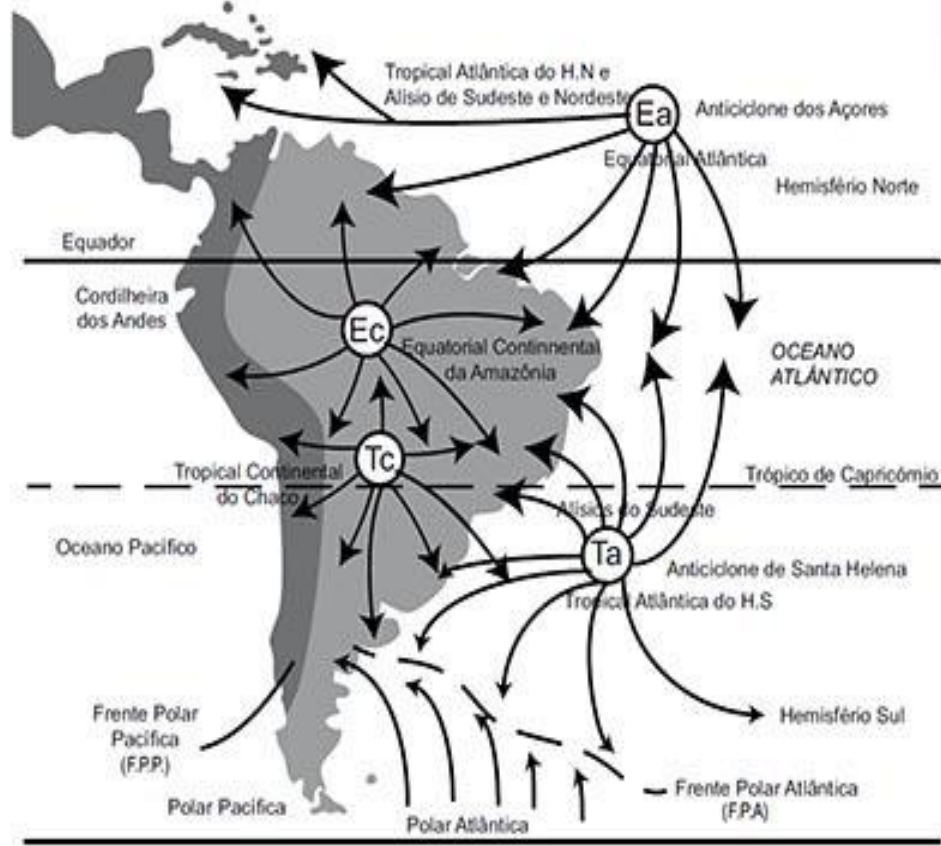 Tropical Atlântica do H.N e
Alísio de Sudeste e Nordeste
Ea
Anticiclone dos Açores
Equatorial Atlântica
Hemisfério Norte
Equador
Cordilheira
dos Andes
Ec
Equatorial Continnental
da Amazônia
OCEANO
ATLÂNTICO
Tc
Tropical Continental
do Chaco
Trópico de Capricórnio
Alísios do Sudeste
Oceano Pacífico
Ta
Anticiclone de Santa Helena
Tropical Atlântica do H.S
Frente Polar
Pacífica
(F.P.P.)
Hemisfério Sul
Polar Pacífica
Polar Atlântica
Frente Polar Atlântica
(F.P.A)